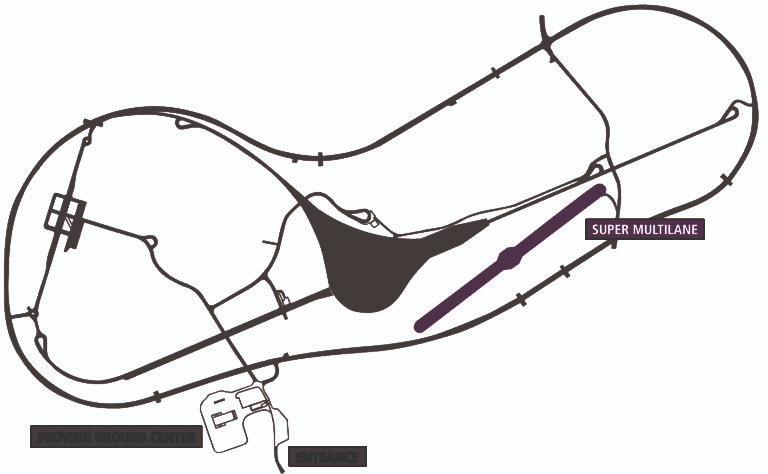 SUPER MULTILANE
PROVING GROUND CENTER
ENTRANCE